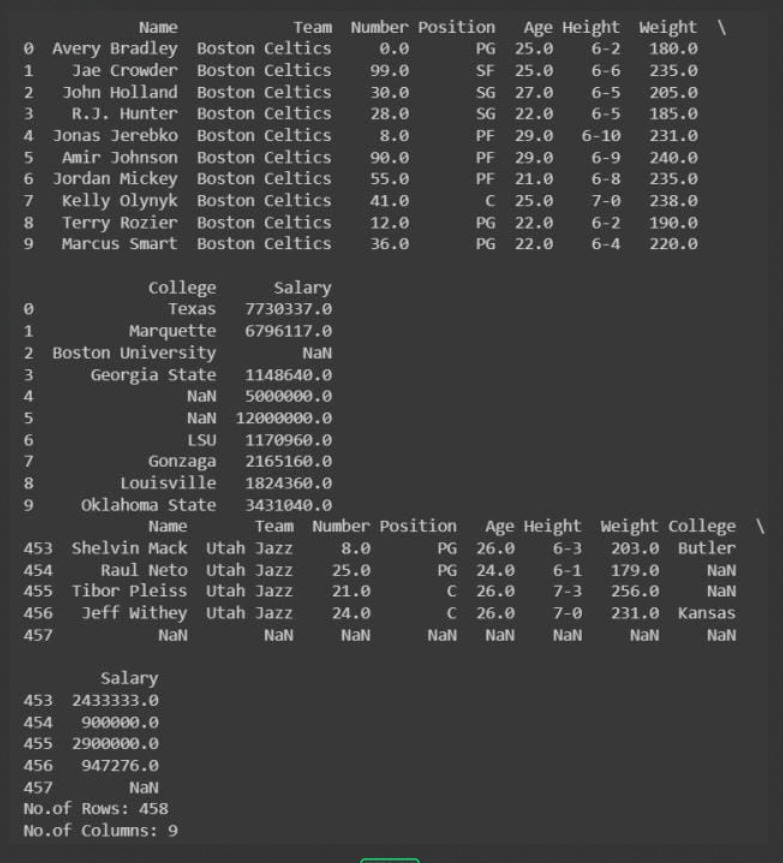 Name Team Number Position Age Height Weight \
0 Avery Bradley Boston Celtics 0.0 PG 25.0 6-2 180.0
1 Jae Crowder Boston Celtics 99.0 SF 25.0 6-6 235.0
2 John Holland Boston Celtics 30.0 SG 27.0 6-5 205.0
3 R.J. Hunter Boston Celtics 28.0 SG 22.0 6-5 185.0
4 Jonas Jerebko Boston Celtics 8.0 PF 29.0 6-10 231.0
5 Amir Johnson Boston Celtics 90.0 PF 29.0 6-9 240.0
6 Jordan Mickey Boston Celtics 55.0 PF 21.0 6-8 235.0
7 Kelly Olynyk Boston Celtics 41.0 C 25.0 7-0 238.0
8 Terry Rozier Boston Celtics 12.0 PG 22.0 6-2 190.0
9 Marcus Smart Boston Celtics 36.0 PG 22.0 6-4 220.0
College Salary
0 Texas 7730337.0
1 Marquette 6796117.0
2 Boston University NaN
3 Georgia State 1148640.0
4 NaN 5000000.0
5 NaN 12000000.0
6 LSU 1170960.0
7 Gonzaga 2165160.0
8 Louisville 1824360.0
9 Oklahoma State 3431040.0
Name Team Number Position Age Height Weight College \
453 Shelvin Mack Utah Jazz 8.0 PG 26.0 6-3 203.0 Butler
454 Raul Neto Utah Jazz 25.0 PG 24.0 6-1 179.0 NaN
455 Tibor Pleiss Utah Jazz 21.0 C 26.0 7-3 256.0 NaN
456 Jeff Withey Utah Jazz 24.0 C 26.0 7-0 231.0 Kansas
457 NaN NaN NaN NaN NaN NaN NaN NaN
Salary
453 2433333.0
454 900000.0
455 2900000.0
456 947276.0
457 NaN
No.of Rows: 458
No.of Columns: 9